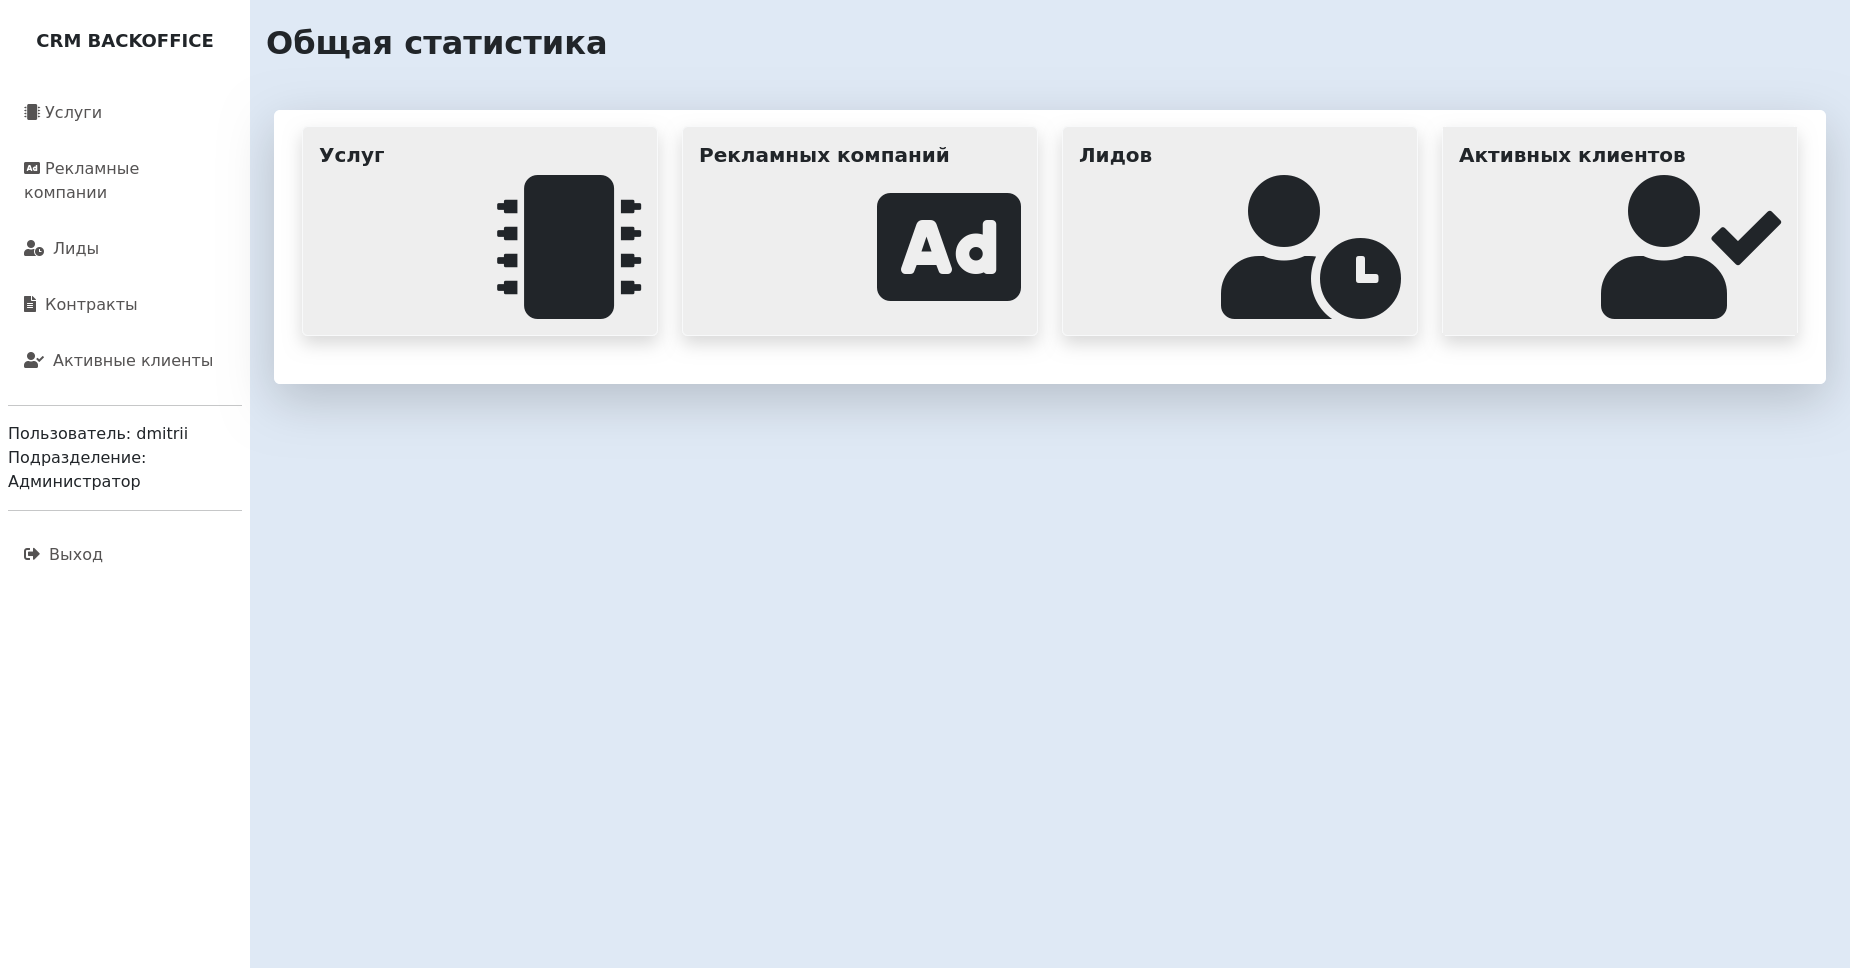 CRM BACKOFFICE
Услуги
Рекламные
компании
Лиды
Контракты
Активные клиенты
Пользователь: dmitrii
Подразделение:
Администратор
Выход
Общая статистика
Услуг
Рекламных компаний
Ad
Лидов
Активных клиентов